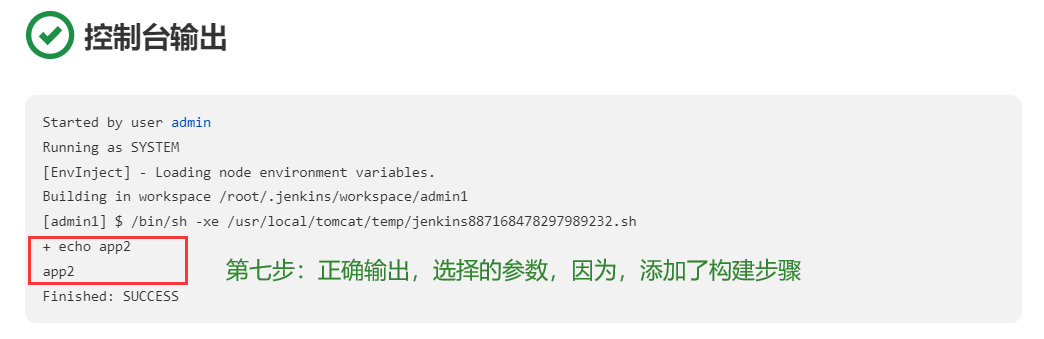 控制台输出
Started by user admin
Running as SYSTEM
[EnvInject] - Loading node environment variables.
Building in workspace /root/.jenkins/workspace/admin1
[admin1] $ /bin/sh -xe /usr/local/tomcat/temp/jenkins887168478297989232.sh
+ echo app2
app2
第七步：正确输出，选择的参数，因为，添加了构建步骤
Finished: SUCCESS